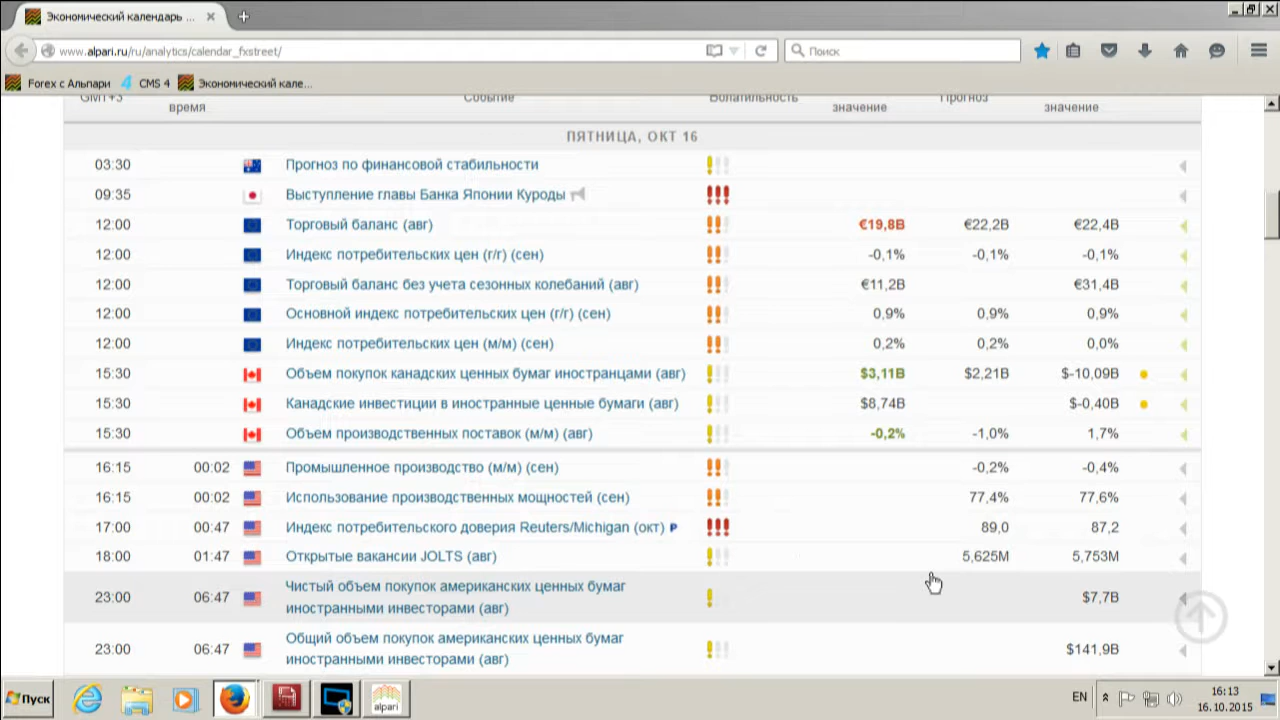 Экономический календарь ...
www.alpari.ru/ru/analytics/calendar_fxstreet/
Поиск
Forex с Альпари
CMS 4
Экономический кале...
GMT+3 время Событие Волатильность значение Прогноз значение
ПЯТНИЦА, ОКТ 16
03:30 Прогноз по финансовой стабильности
09:35 Выступление главы Банка Японии Куроды
12:00 Торговый баланс (авг) €19,8B €22,2B €22,4B
12:00 Индекс потребительских цен (г/г) (сен) -0,1% -0,1% -0,1%
12:00 Торговый баланс без учета сезонных колебаний (авг) €11,2B €31,4B
12:00 Основной индекс потребительских цен (г/г) (сен) 0,9% 0,9% 0,9%
12:00 Индекс потребительских цен (м/м) (сен) 0,2% 0,2% 0,0%
15:30 Объем покупок канадских ценных бумаг иностранцами (авг) $3,11B $2,21B $-10,09B
15:30 Канадские инвестиции в иностранные ценные бумаги (авг) $8,74B $-0,40B
15:30 Объем производственных поставок (м/м) (авг) -0,2% -1,0% 1,7%
16:15 00:02 Промышленное производство (м/м) (сен) -0,2% -0,4%
16:15 00:02 Использование производственных мощностей (сен) 77,4% 77,6%
17:00 00:47 Индекс потребительского доверия Reuters/Michigan (окт) P 89,0 87,2
18:00 01:47 Открытые вакансии JOLTS (авг) 5,625M 5,753M
23:00 06:47 Чистый объем покупок американских ценных бумаг
иностранными инвесторами (авг) $7,7B
23:00 06:47 Общий объем покупок американских ценных бумаг
иностранными инвесторами (авг) $141,9B
Пуск
alpari
EN
16:13
16.10.2015